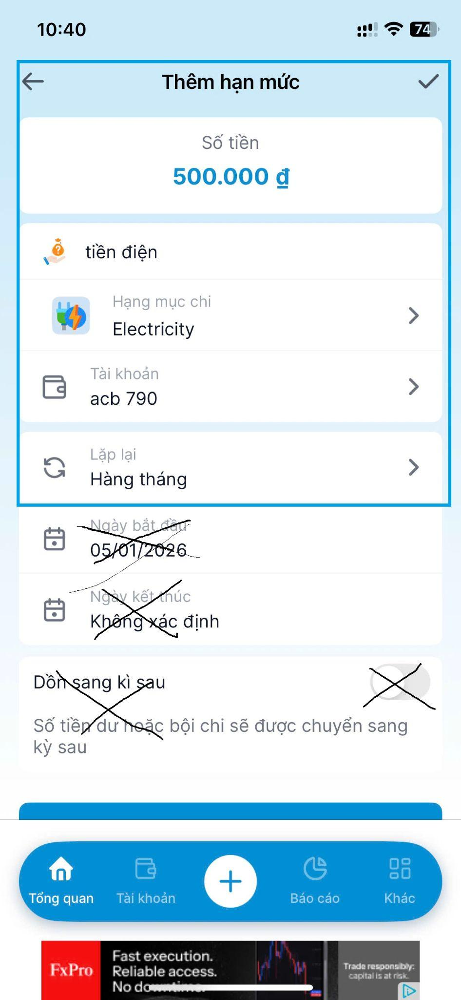 10:40
74
Thêm hạn mức
Số tiền
500.000 ₫
tiền điện
Hạng mục chi
Electricity
Tài khoản
acb 790
Lặp lại
Hàng tháng
Ngày bắt đầu
05/01/2026
Ngày kết thúc
Không xác định
Dồn sang kì sau
Số tiền dư hoặc bội chi sẽ được chuyển sang
kỳ sau
Tổng quan
Tài khoản
Báo cáo
Khác
FxPro
Fast execution.
Reliable access.
No downtime.
Trade responsibly:
capital is at risk.